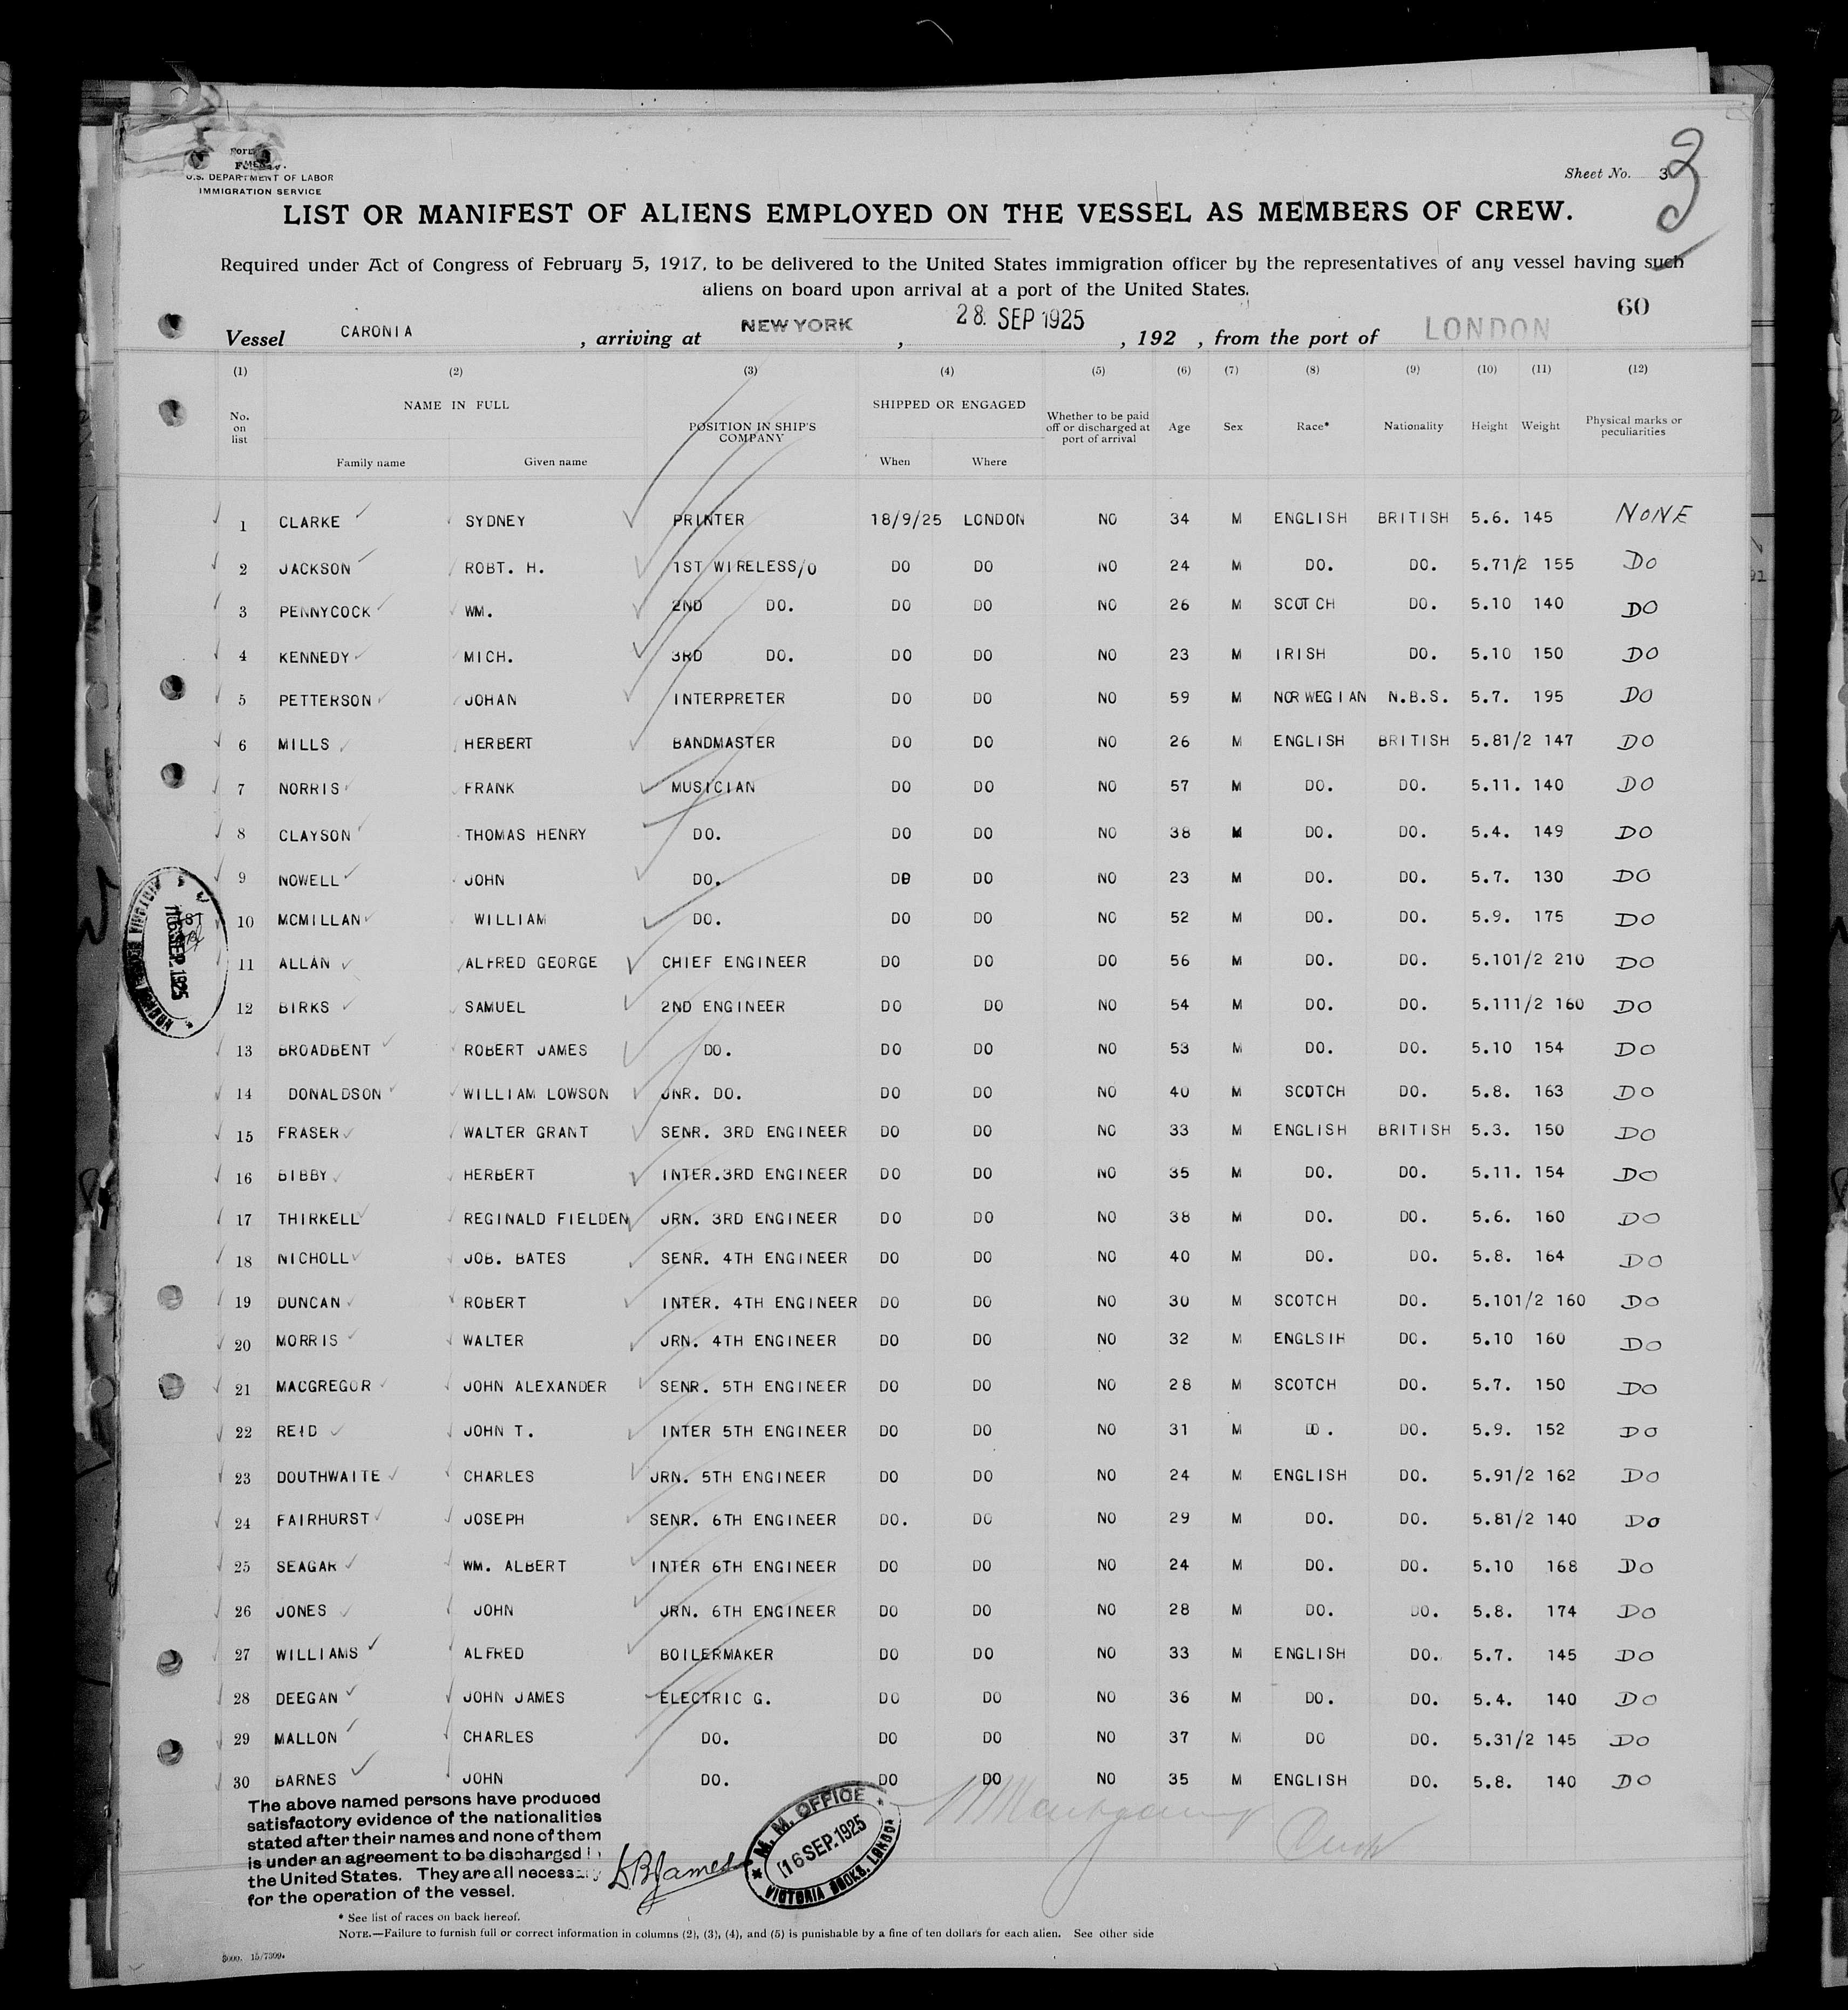 U.S. DEPARTMENT OF LABOR
IMMIGRATION SERVICE
Sheet No. 3
3
LIST OR MANIFEST OF ALIENS EMPLOYED ON THE VESSEL AS MEMBERS OF CREW.
Required under Act of Congress of February 5, 1917, to be delivered to the United States immigration officer by the representatives of any vessel having such
aliens on board upon arrival at a port of the United States.
60
Vessel CARONIA, arriving at NEW YORK, 28. SEP 1925, 192 , from the port of LONDON
(1) (2) (3) (4) (5) (6) (7) (8) (9) (10) (11) (12)
No. on list NAME IN FULL Family name Given name POSITION IN SHIP'S COMPANY SHIPPED OR ENGAGED When Where Whether to be paid off or discharged at port of arrival Age Sex Race* Nationality Height Weight Physical marks or peculiarities
1 CLARKE SYDNEY PRINTER 18/9/25 LONDON NO 34 M ENGLISH BRITISH 5.6. 145 NONE
2 JACKSON ROBT. H. 1ST WIRELESS/O DO DO NO 24 M DO. DO. 5.71/2 155 DO
3 PENNYCOCK WM. 2ND DO. DO DO NO 26 M SCOTCH DO. 5.10 140 DO
4 KENNEDY MICH. 3RD DO. DO DO NO 23 M IRISH DO. 5.10 150 DO
5 PETTERSON JOHAN INTERPRETER DO DO NO 59 M NORWEGIAN N.B.S. 5.7. 195 DO
6 MILLS HERBERT BANDMASTER DO DO NO 26 M ENGLISH BRITISH 5.81/2 147 DO
7 NORRIS FRANK MUSICIAN DO DO NO 57 M DO. DO. 5.11. 140 DO
8 CLAYSON THOMAS HENRY DO. DO DO NO 38 M DO. DO. 5.4. 149 DO
9 NOWELL JOHN DO. DO DO NO 23 M DO. DO. 5.7. 130 DO
10 MCMILLAN WILLIAM DO. DO DO NO 52 M DO. DO. 5.9. 175 DO
11 ALLAN ALFRED GEORGE CHIEF ENGINEER DO DO DO 56 M DO. DO. 5.101/2 210 DO
12 BIRKS SAMUEL 2ND ENGINEER DO DO NO 54 M DO. DO. 5.111/2 160 DO
13 BROADBENT ROBERT JAMES DO. DO DO NO 53 M DO. DO. 5.10 154 DO
14 DONALDSON WILLIAM LOWSON JNR. DO. DO DO NO 40 M SCOTCH DO. 5.8. 163 DO
15 FRASER WALTER GRANT SENR. 3RD ENGINEER DO DO NO 33 M ENGLISH BRITISH 5.3. 150 DO
16 BIBBY HERBERT INTER.3RD ENGINEER DO DO NO 35 M DO. DO. 5.11. 154 DO
17 THIRKELL REGINALD FIELDEN JRN. 3RD ENGINEER DO DO NO 38 M DO. DO. 5.6. 160 DO
18 NICHOLL JOB. BATES SENR. 4TH ENGINEER DO DO NO 40 M DO. DO. 5.8. 164 DO
19 DUNCAN ROBERT INTER. 4TH ENGINEER DO DO NO 30 M SCOTCH DO. 5.101/2 160 DO
20 MORRIS WALTER JRN. 4TH ENGINEER DO DO NO 32 M ENGLSIH DO. 5.10 160 DO
21 MACGREGOR JOHN ALEXANDER SENR. 5TH ENGINEER DO DO NO 28 M SCOTCH DO. 5.7. 150 DO
22 REID JOHN T. INTER 5TH ENGINEER DO DO NO 31 M DO. DO. 5.9. 152 DO
23 DOUTHWAITE CHARLES JRN. 5TH ENGINEER DO DO NO 24 M ENGLISH DO. 5.91/2 162 DO
24 FAIRHURST JOSEPH SENR. 6TH ENGINEER DO. DO NO 29 M DO. DO. 5.81/2 140 DO
25 SEAGAR WM. ALBERT INTER 6TH ENGINEER DO DO NO 24 M DO. DO. 5.10 168 DO
26 JONES JOHN JRN. 6TH ENGINEER DO DO NO 28 M DO. DO. 5.8. 174 DO
27 WILLIAMS ALFRED BOILERMAKER DO DO NO 33 M ENGLISH DO. 5.7. 145 DO
28 DEEGAN JOHN JAMES ELECTRIC G. DO DO NO 36 M DO. DO. 5.4. 140 DO
29 MALLON CHARLES DO. DO DO NO 37 M DO DO. 5.31/2 145 DO
30 BARNES JOHN DO. DO DO NO 35 M ENGLISH DO. 5.8. 140 DO
The above named persons have produced
satisfactory evidence of the nationalities
stated after their names and none of them
is under an agreement to be discharged
the United States. They are all necessary
for the operation of the vessel.
M. M. OFFICE
16 SEP. 1925
VICTORIA DOCKS, LONDON
* See list of races on back hereof.
NOTE.—Failure to furnish full or correct information in columns (2), (3), (4), and (5) is punishable by a fine of ten dollars for each alien. See other side